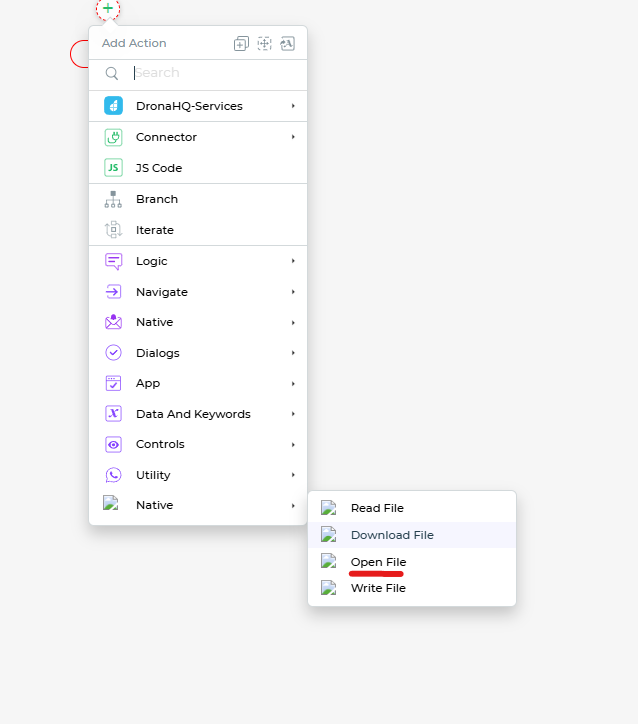 Add Action
Search
DronaHQ-Services
Connector
JS JS Code
Branch
Iterate
Logic
Navigate
Native
Dialogs
App
Data And Keywords
Controls
Utility
Native
Read File
Download File
Open File
Write File